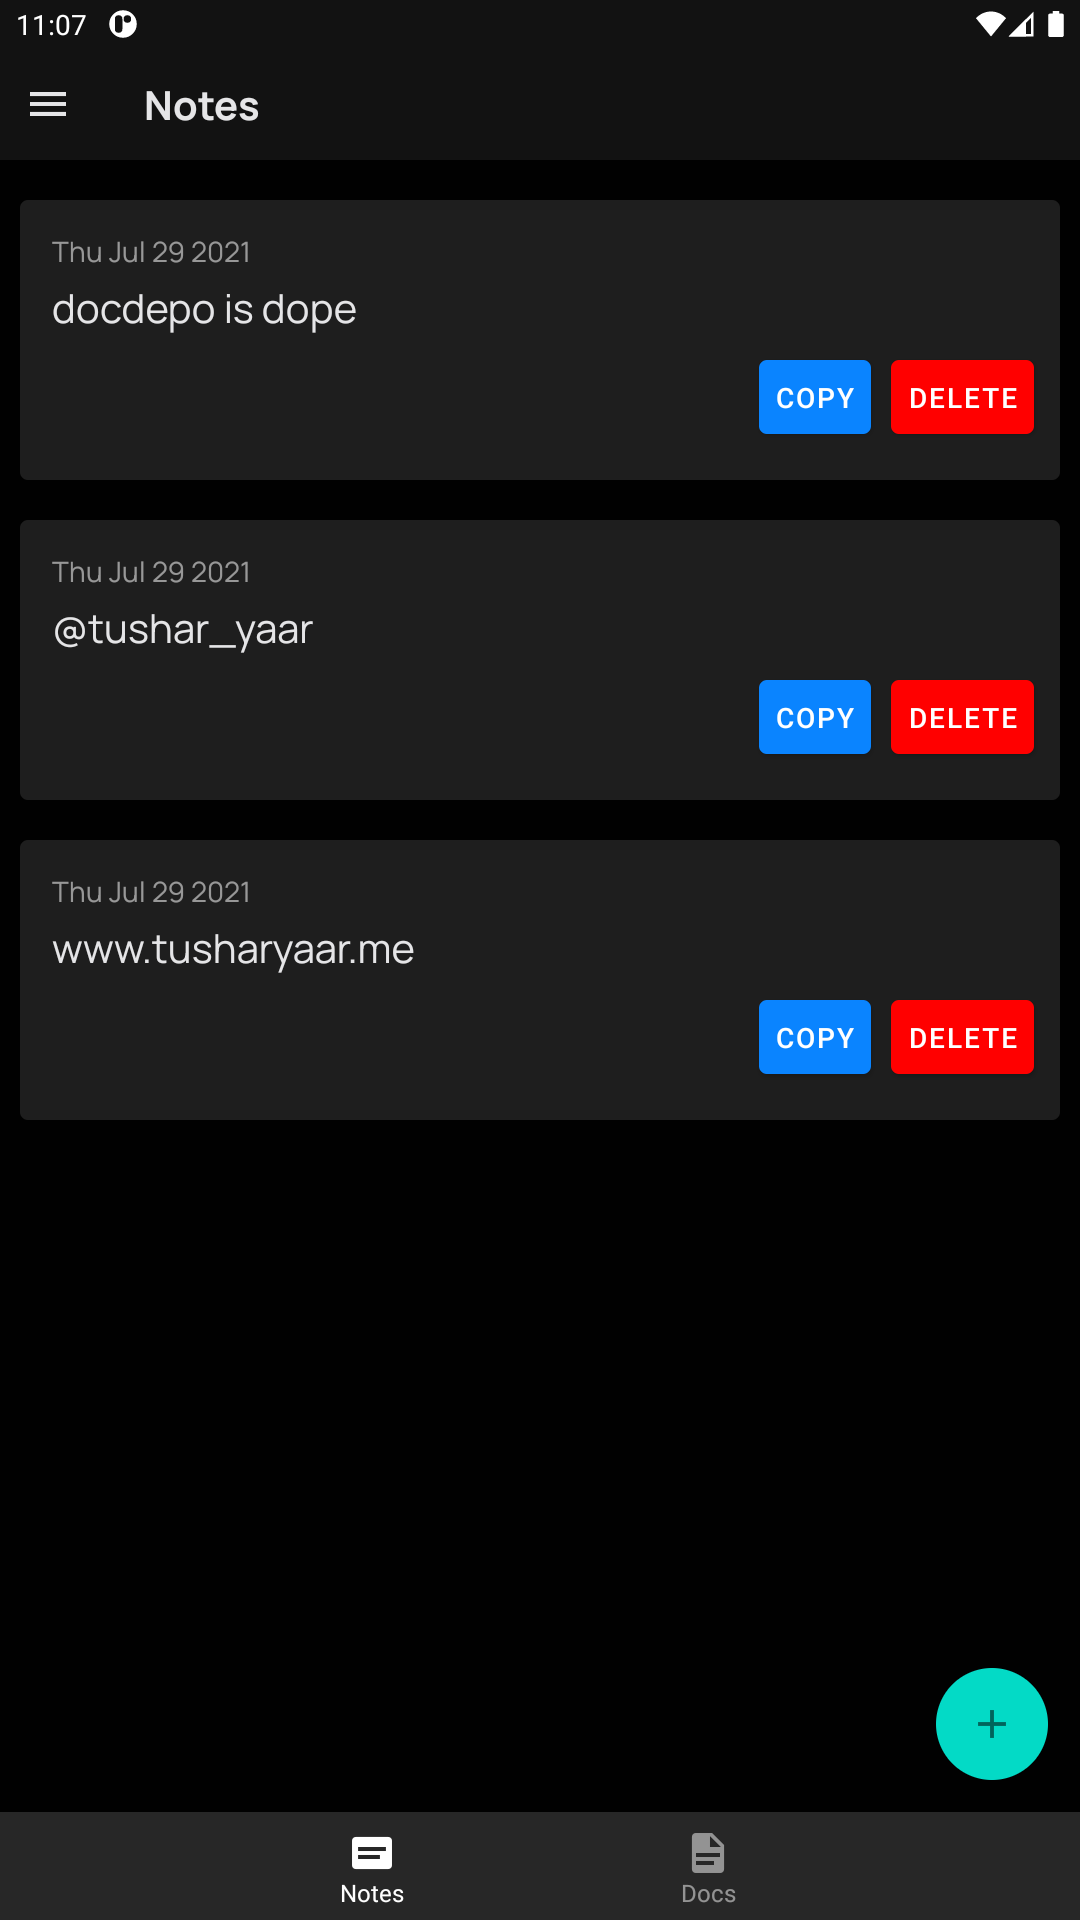 11:07
Notes
Thu Jul 29 2021
docdepo is dope
COPY DELETE
Thu Jul 29 2021
@tushar_yaar
COPY DELETE
Thu Jul 29 2021
www.tusharyaar.me
COPY DELETE
Notes Docs